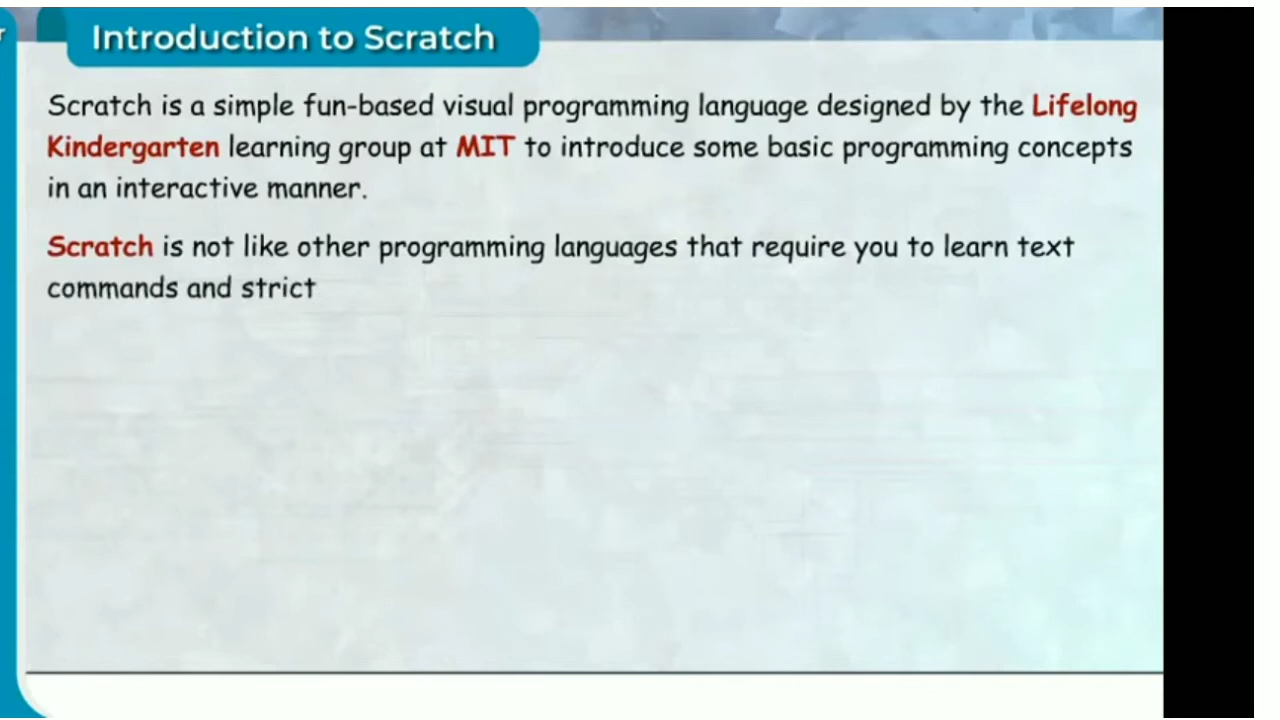 Introduction to Scratch
Scratch is a simple fun-based visual programming language designed by the Lifelong
Kindergarten learning group at MIT to introduce some basic programming concepts
in an interactive manner.
Scratch is not like other programming languages that require you to learn text
commands and strict